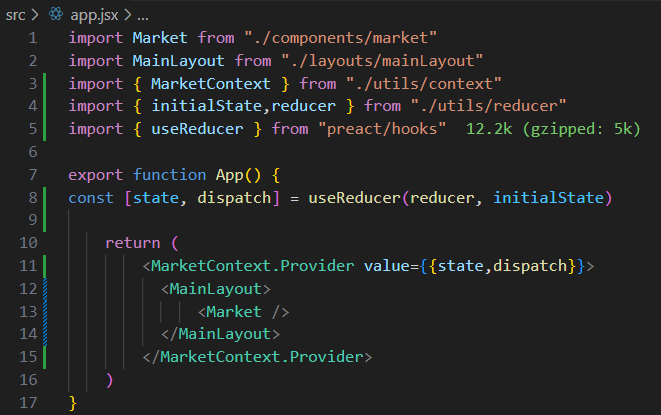 src > app.jsx > ...
1 import Market from "./components/market"
2 import MainLayout from "./layouts/mainLayout"
3 import { MarketContext } from "./utils/context"
4 import { initialState,reducer } from "./utils/reducer"
5 import { useReducer } from "preact/hooks" 12.2k (gzipped: 5k)
6
7 export function App() {
8 const [state, dispatch] = useReducer(reducer, initialState)
9
10     return (
11         <MarketContext.Provider value={{state,dispatch}}>
12           <MainLayout>
13               <Market />
14           </MainLayout>
15         </MarketContext.Provider>
16     )
17 }